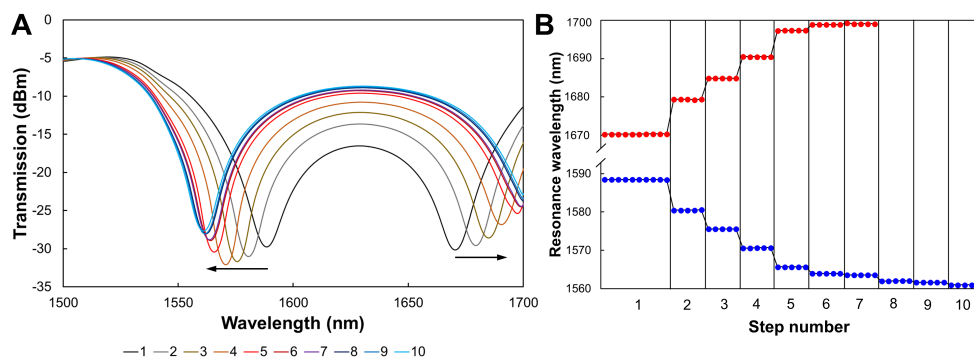 A
Transmission (dBm)
0
-5
-10
-15
-20
-25
-30
-35
1500
1550
1600
1650
1700
Wavelength (nm)
1 2 3 4 5 6 7 8 9 10
B
Resonance wavelength (nm)
1700
1690
1680
1670
1590
1580
1570
1560
1 2 3 4 5 6 7 8 9 10
Step number